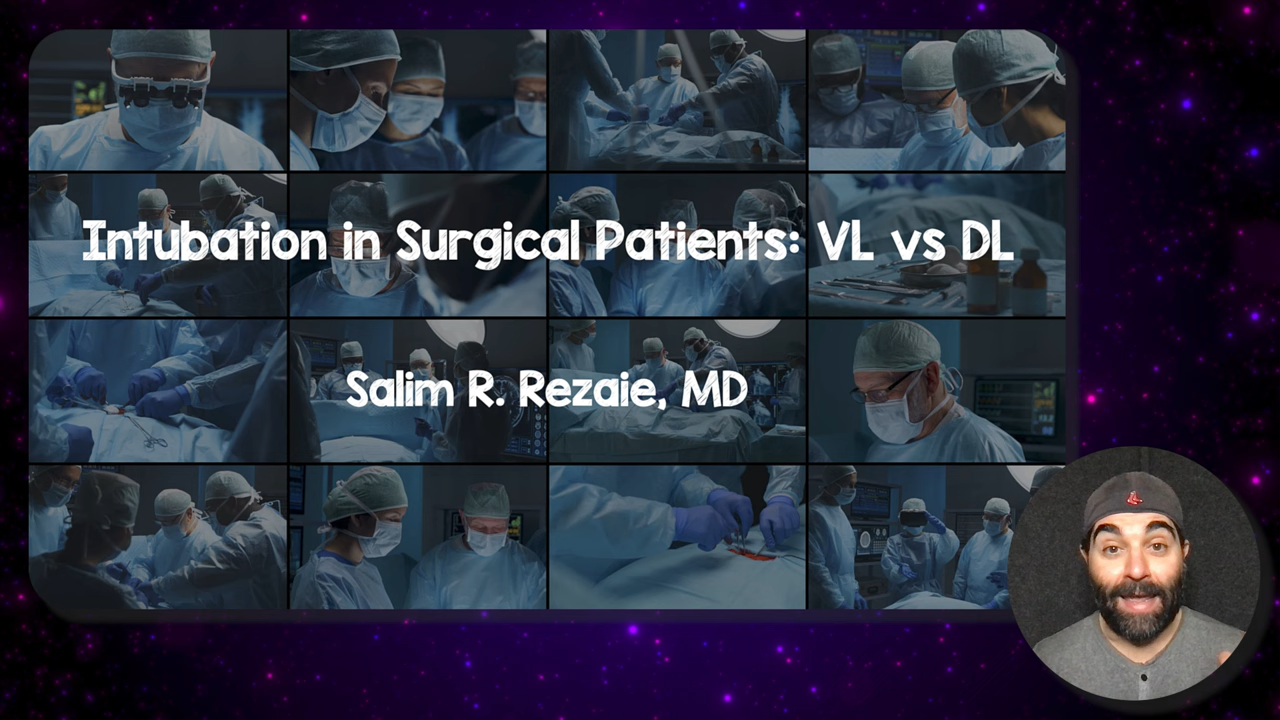 Intubation in Surgical Patients: VL vs DL
Salim R. Rezaie, MD